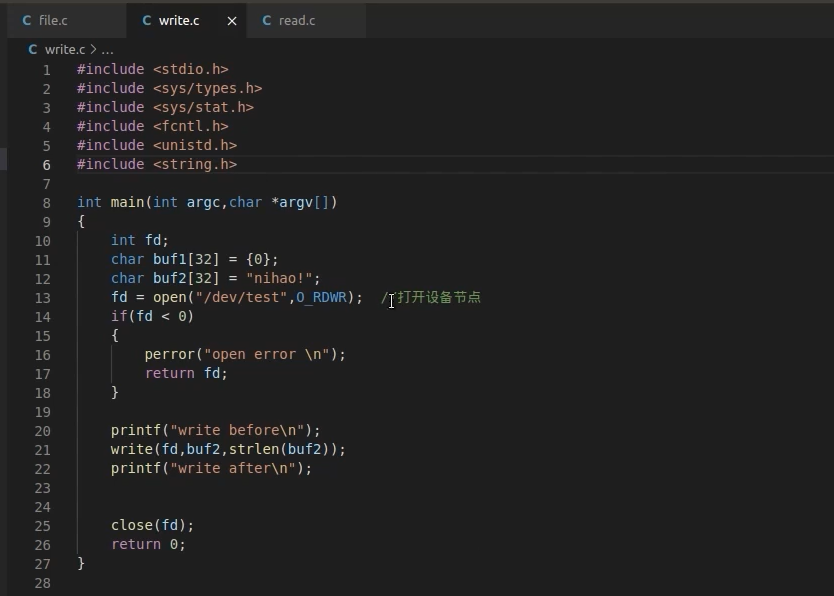 file.c write.c × read.c
write.c > ...
1 #include <stdio.h>
2 #include <sys/types.h>
3 #include <sys/stat.h>
4 #include <fcntl.h>
5 #include <unistd.h>
6 #include <string.h>
7
8 int main(int argc,char *argv[])
9 {
10 int fd;
11 char buf1[32] = {0};
12 char buf2[32] = "nihao!";
13 fd = open("/dev/test",O_RDWR); //打开设备节点
14 if(fd < 0)
15 {
16 perror("open error \n");
17 return fd;
18 }
19
20 printf("write before\n");
21 write(fd,buf2,strlen(buf2));
22 printf("write after\n");
23
24
25 close(fd);
26 return 0;
27 }
28